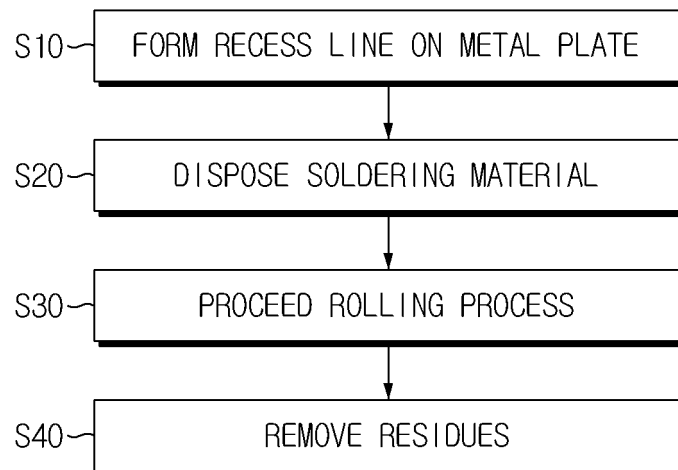 S10 FORM RECESS LINE ON METAL PLATE
S20 DISPOSE SOLDERING MATERIAL
S30 PROCEED ROLLING PROCESS
S40 REMOVE RESIDUES